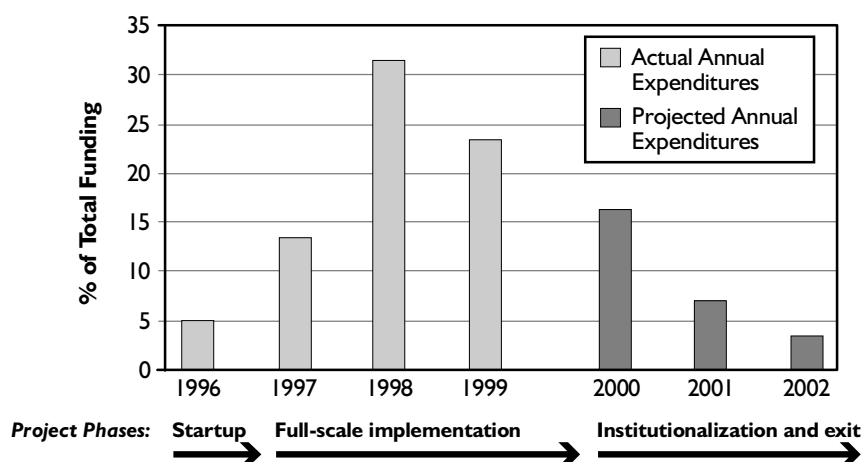 35
30
25
20
15
10
5
0
% of Total Funding
Actual Annual
Expenditures
Projected Annual
Expenditures
1996 1997 1998 1999 2000 2001 2002
Project Phases: Startup Full-scale implementation Institutionalization and exit